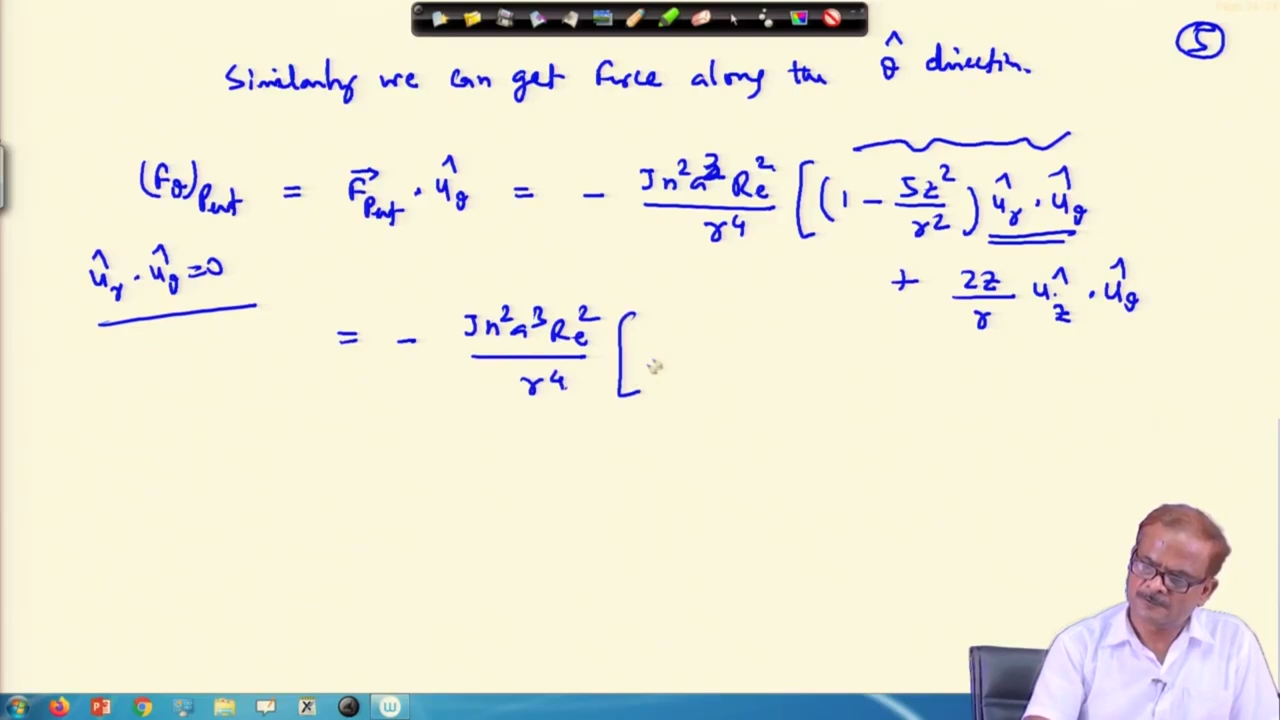 ⑤
Similarly we can get force along the θ̂ direction.
(Fθ)Pert = F⃗Pert · ûθ = - Jn²a³Re²/r⁴ [(1 - 5z²/r²) ûr · ûθ
+ 2z/r ûz · ûθ
ûr · ûθ = 0
= - Jn²a³Re²/r⁴ [